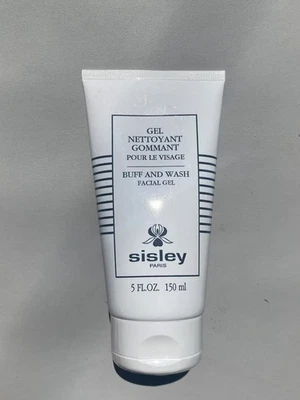 GEL
NETTOYANT
GOMMANT
POUR LE VISAGE
BUFF AND WASH
FACIAL GEL
sisley
PARIS
5 FL.OZ. 150 ml